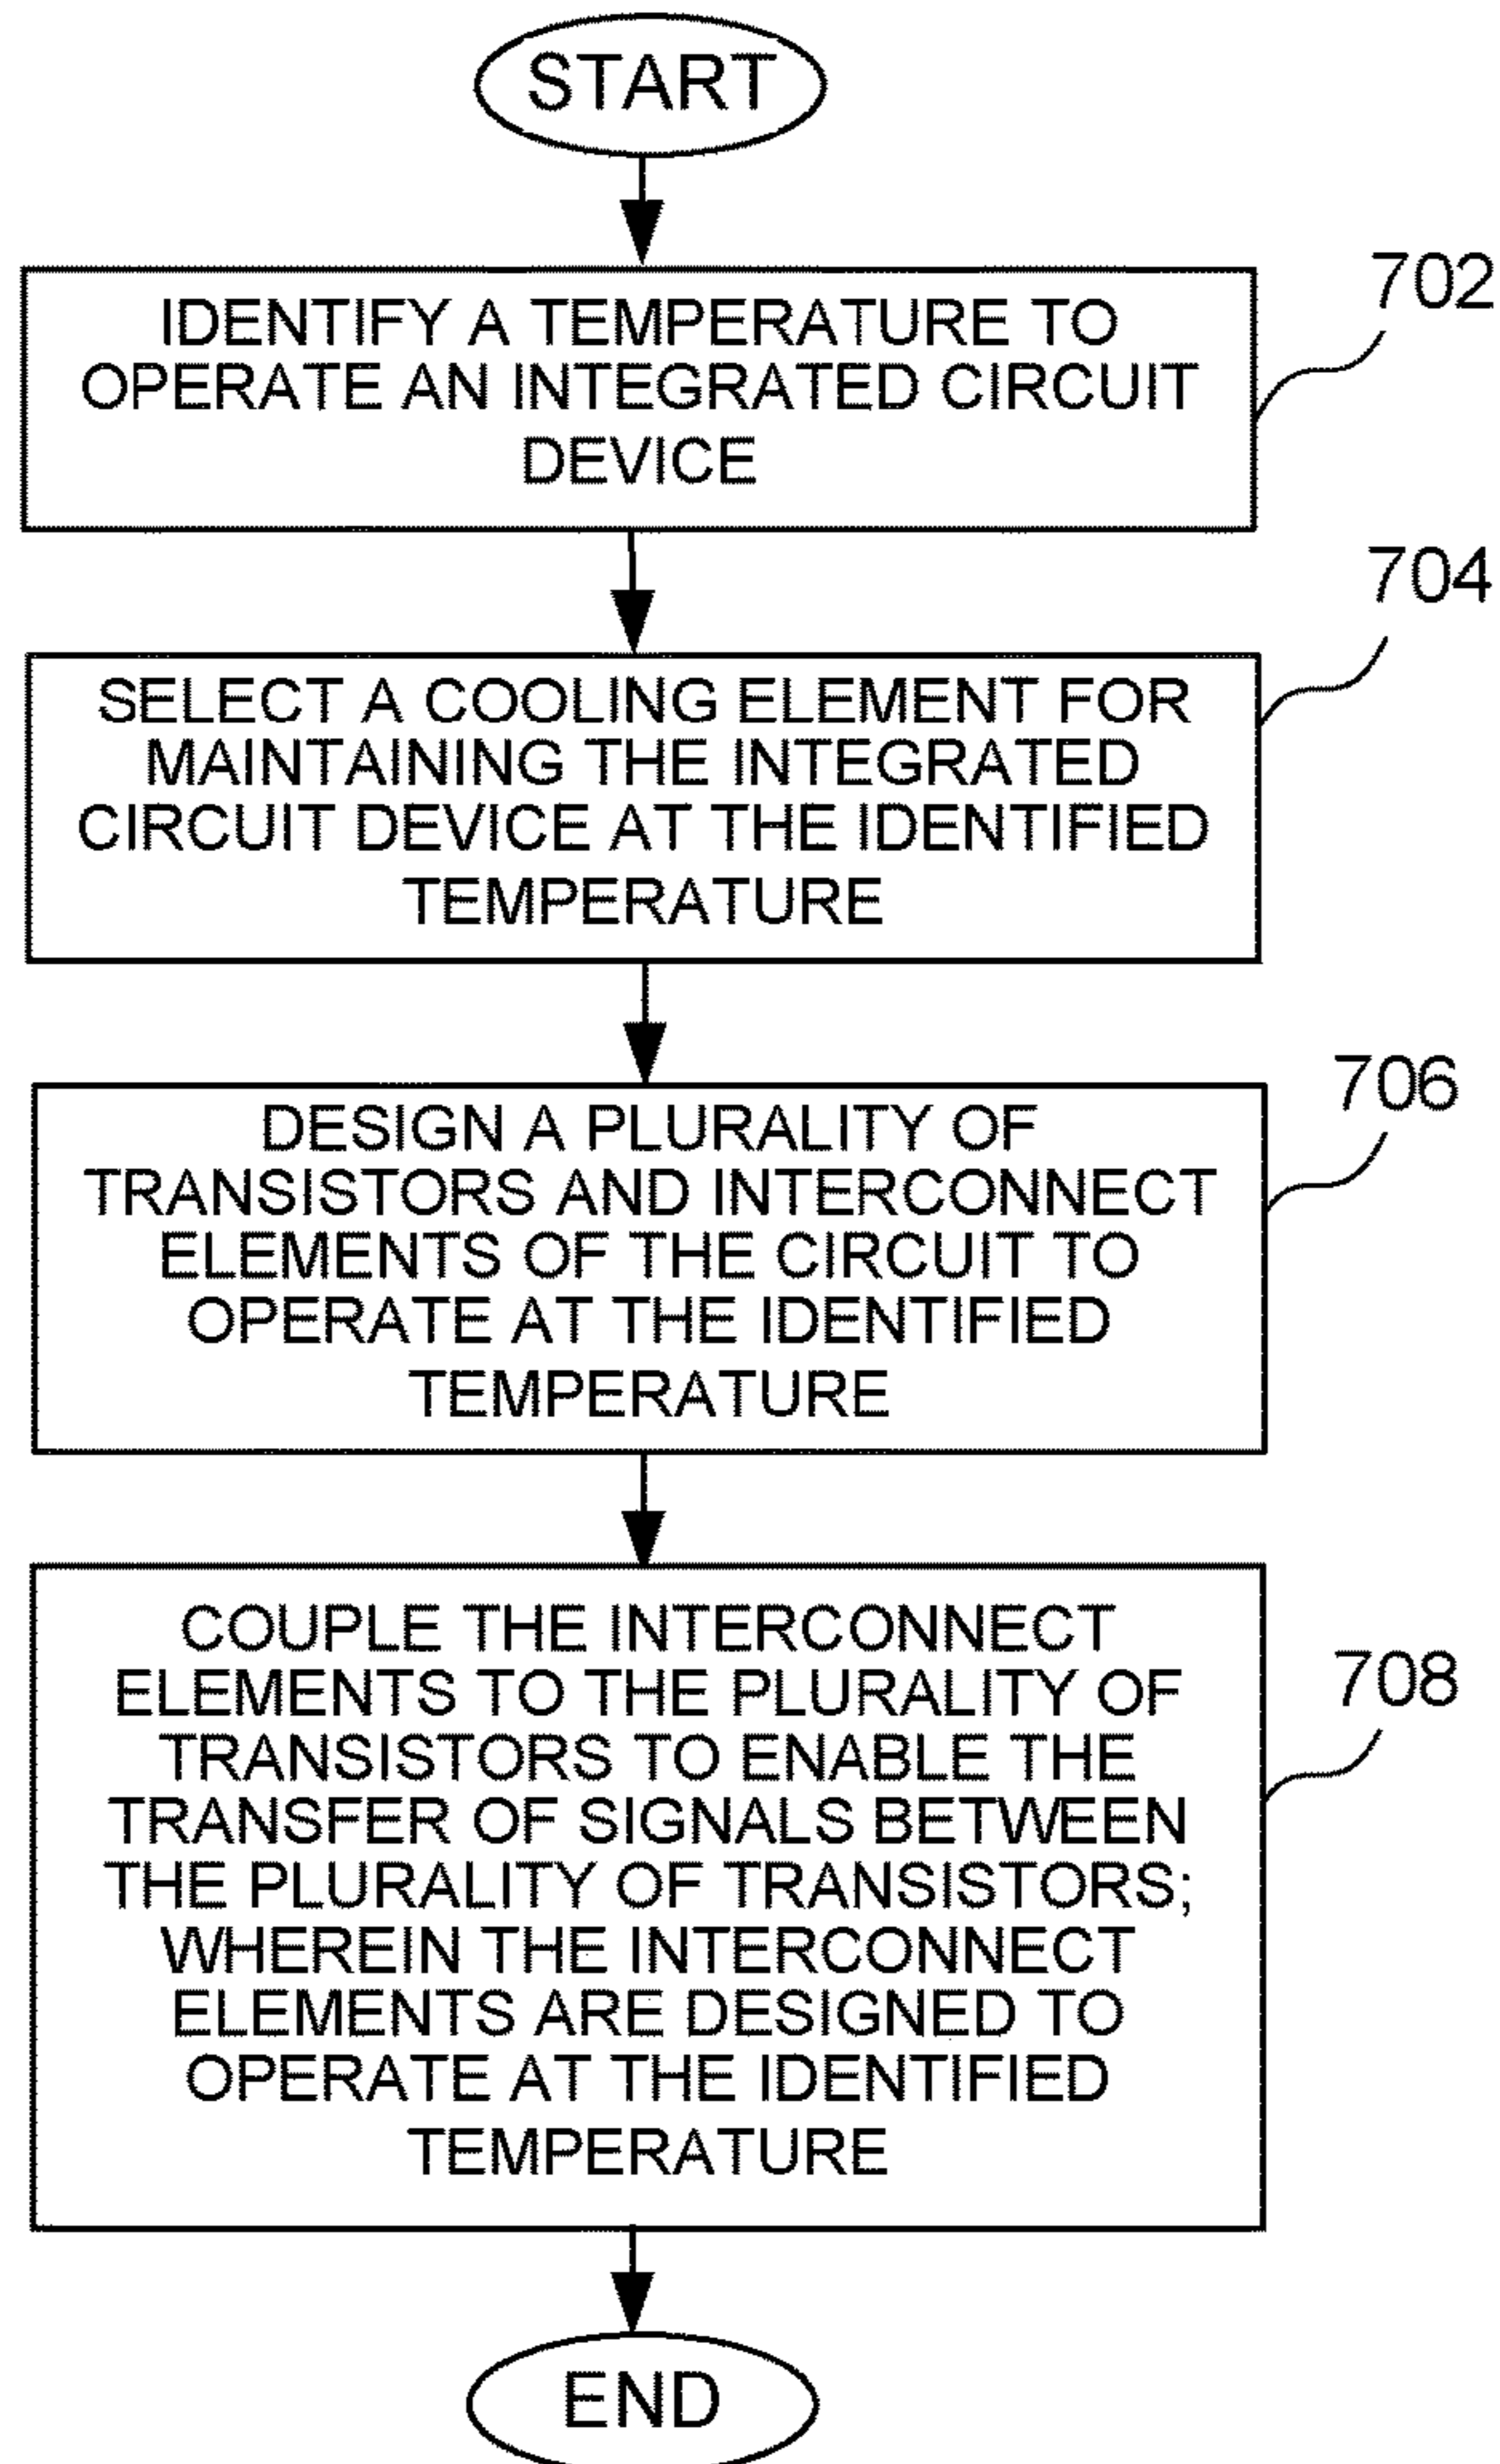 START
IDENTIFY A TEMPERATURE TO
OPERATE AN INTEGRATED CIRCUIT
DEVICE
702
SELECT A COOLING ELEMENT FOR
MAINTAINING THE INTEGRATED
CIRCUIT DEVICE AT THE IDENTIFIED
TEMPERATURE
704
DESIGN A PLURALITY OF
TRANSISTORS AND INTERCONNECT
ELEMENTS OF THE CIRCUIT TO
OPERATE AT THE IDENTIFIED
TEMPERATURE
706
COUPLE THE INTERCONNECT
ELEMENTS TO THE PLURALITY OF
TRANSISTORS TO ENABLE THE
TRANSFER OF SIGNALS BETWEEN
THE PLURALITY OF TRANSISTORS;
WHEREIN THE INTERCONNECT
ELEMENTS ARE DESIGNED TO
OPERATE AT THE IDENTIFIED
TEMPERATURE
708
END